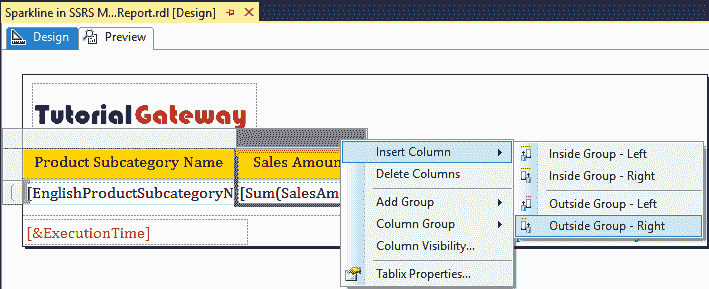 Sparkline in SSRS M...Report.rdl [Design]
Design Preview
TutorialGateway
Product Subcategory Name Sales Amoun
[EnglishProductSubcategoryN [Sum(SalesAm
[&ExecutionTime]
Insert Column
Delete Columns
Add Group
Column Group
Column Visibility...
Tablix Properties...
Inside Group - Left
Inside Group - Right
Outside Group - Left
Outside Group - Right